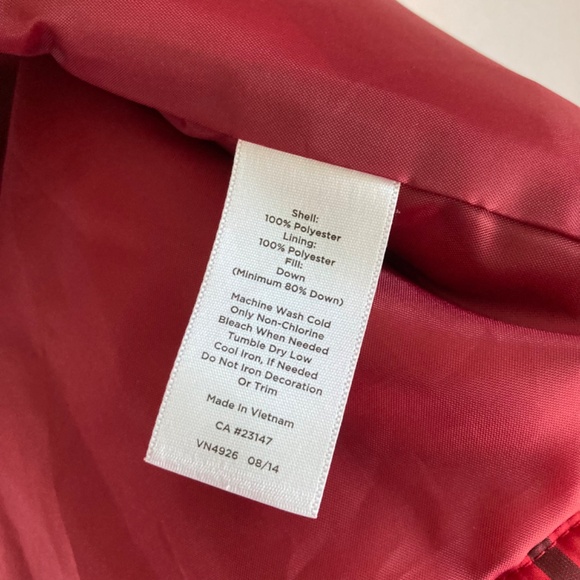 Shell:
100% Polyester
Lining:
100% Polyester
Fill:
Down
(Minimum 80% Down)
Machine Wash Cold
Only Non-Chlorine
Bleach When Needed
Tumble Dry Low
Cool Iron, If Needed
Do Not Iron Decoration
Or Trim
Made In Vietnam
CA #23147
VN4926 08/14